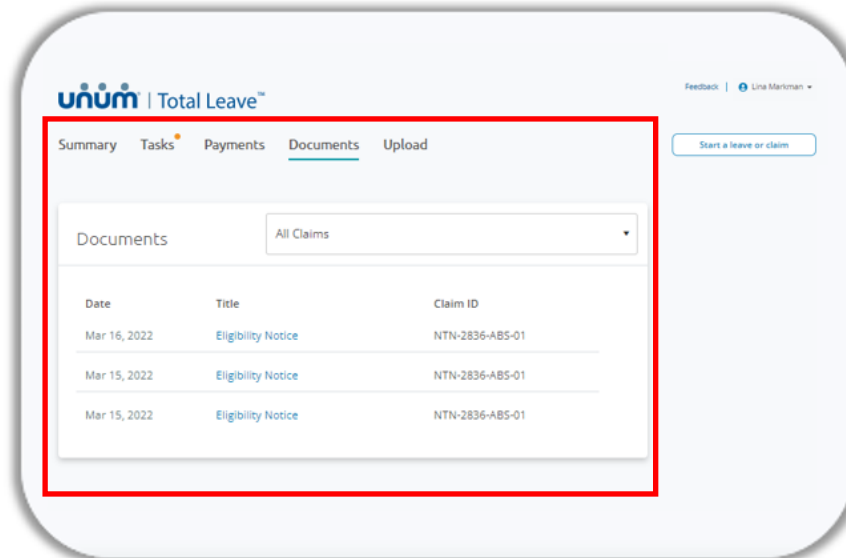 Feedback | Lina Markman
unum | Total Leave™
Summary Tasks Payments Documents Upload
Start a leave or claim
Documents All Claims
Date Title Claim ID
Mar 16, 2022 Eligibility Notice NTN-2836-ABS-01
Mar 15, 2022 Eligibility Notice NTN-2836-ABS-01
Mar 15, 2022 Eligibility Notice NTN-2836-ABS-01